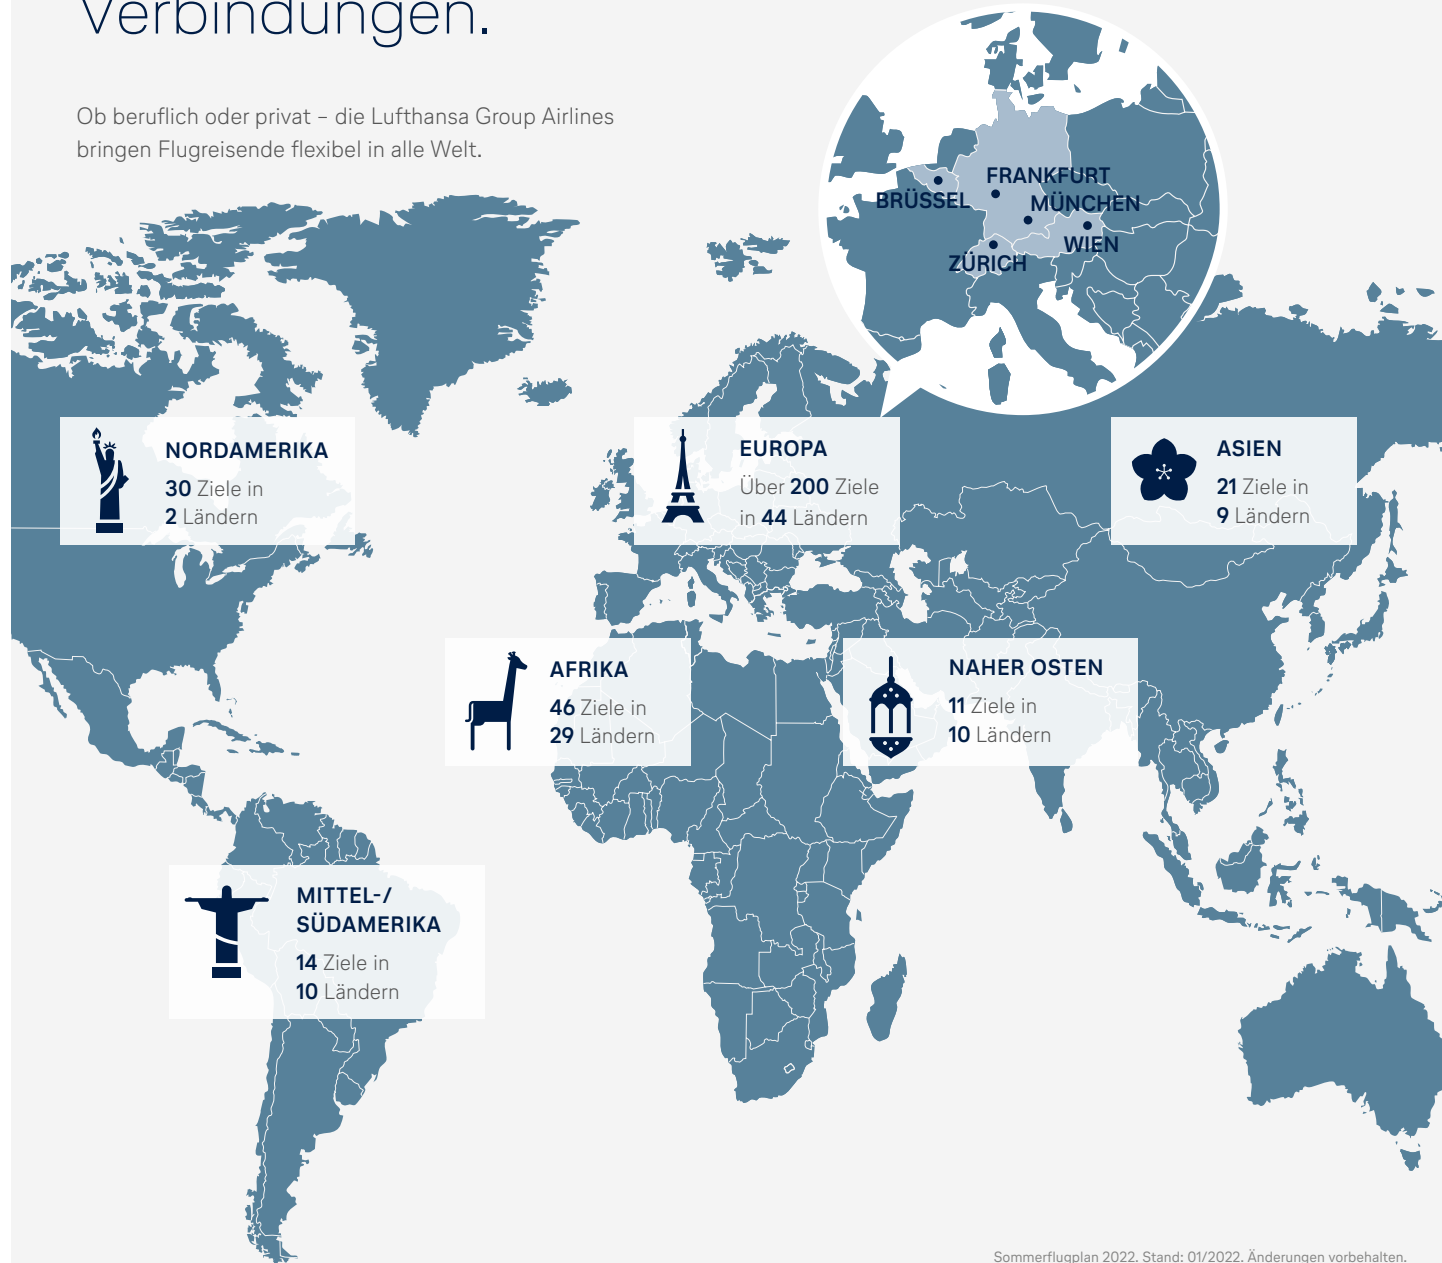 Verbindungen.
Ob beruflich oder privat – die Lufthansa Group Airlines
bringen Flugreisende flexibel in alle Welt.
FRANKFURT
BRÜSSEL
MÜNCHEN
WIEN
ZÜRICH
NORDAMERIKA
30 Ziele in
2 Ländern
EUROPA
Über 200 Ziele
in 44 Ländern
ASIEN
21 Ziele in
9 Ländern
AFRIKA
46 Ziele in
29 Ländern
NAHER OSTEN
11 Ziele in
10 Ländern
MITTEL-/
SÜDAMERIKA
14 Ziele in
10 Ländern
Sommerflugplan 2022. Stand: 01/2022. Änderungen vorbehalten.